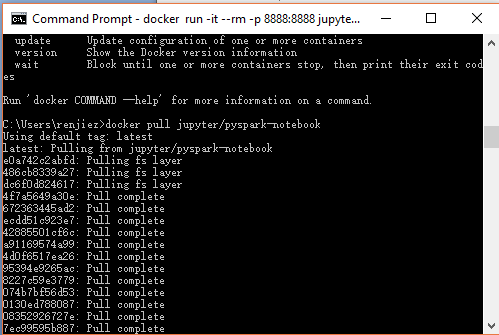 Command Prompt - docker run -it --rm -p 8888:8888 jupyte...
update Update configuration of one or more containers
version Show the Docker version information
wait Block until one or more containers stop, then print their exit cod
es
Run 'docker COMMAND --help' for more information on a command.
C:\Users\renjiez>docker pull jupyter/pyspark-notebook
Using default tag: latest
latest: Pulling from jupyter/pyspark-notebook
e0a742c2abfd: Pulling fs layer
486cb8339a27: Pulling fs layer
dc6f0d824617: Pulling fs layer
4f7a5649a30e: Pull complete
672363445ad2: Pull complete
ecdd51c923e7: Pull complete
42885501cf6c: Pull complete
a91169574a99: Pull complete
4d0f6517ea26: Pull complete
95394e9265ac: Pull complete
8227c59e3779: Pull complete
074b7bf56d53: Pull complete
0130ed788087: Pull complete
08352926727e: Pull complete
7ec99595b887: Pull complete